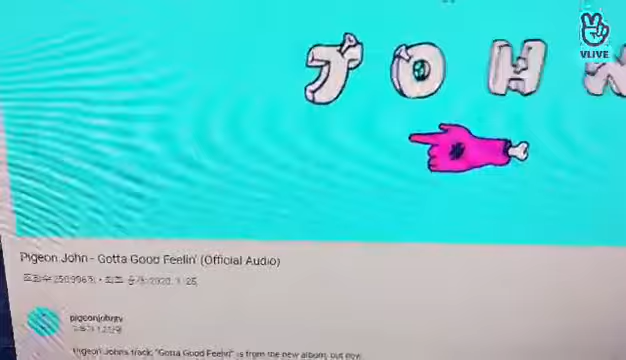 VLIVE
JOHN
Pigeon John - Gotta Good Feelin' (Official Audio)
pigeonjohntv
Pigeon John's track, "Gotta Good Feelin'" is from the new album, out now